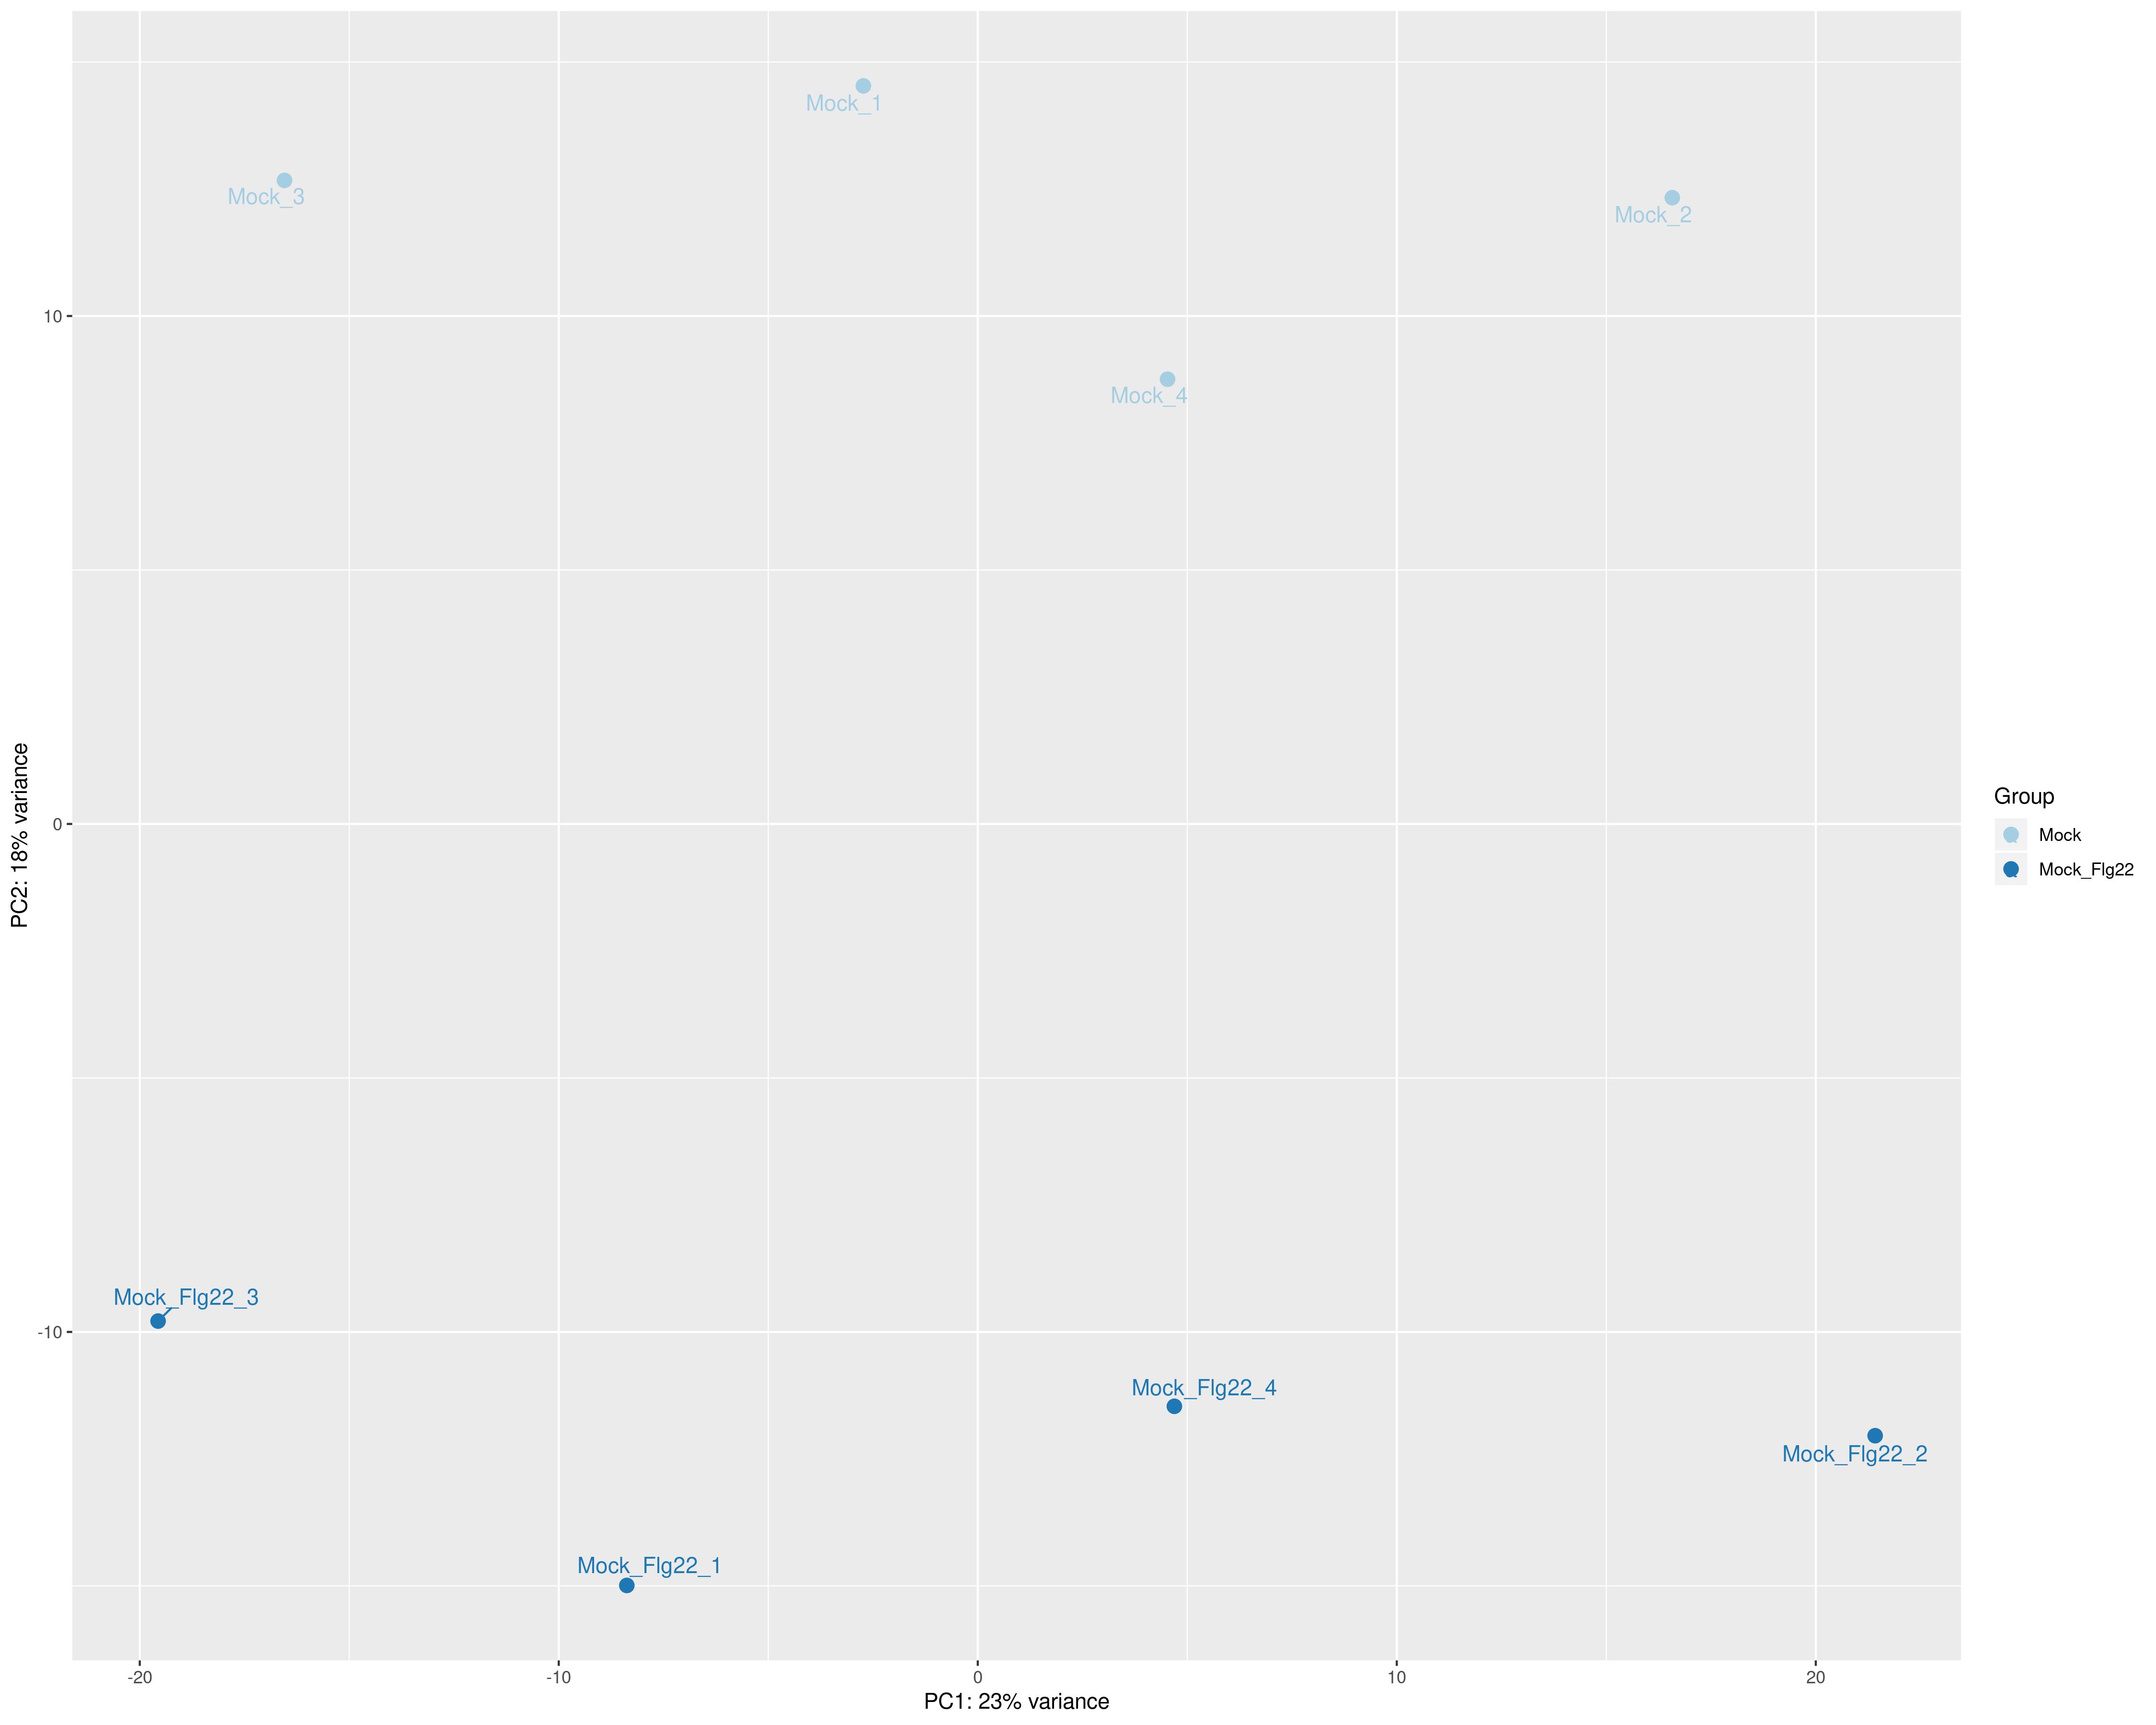 Mock_1
Mock_3
Mock_2
10
Mock_4
PC2: 18% variance
0
Group
Mock
Mock_Flg22
Mock_Flg22_3
-10
Mock_Flg22_4
Mock_Flg22_2
Mock_Flg22_1
-20
-10
0
10
20
PC1: 23% variance